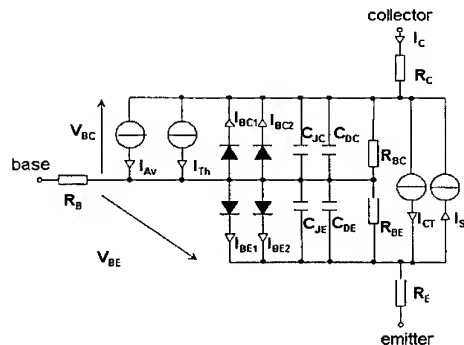 collector
I_C
R_C
V_BC
I_BC1 I_BC2 C_JC C_DC R_BC
base
I_Av I_Th
R_B
I_CT I_S
V_BE
I_BE1 I_BE2 C_JE C_DE R_BE
R_E
emitter